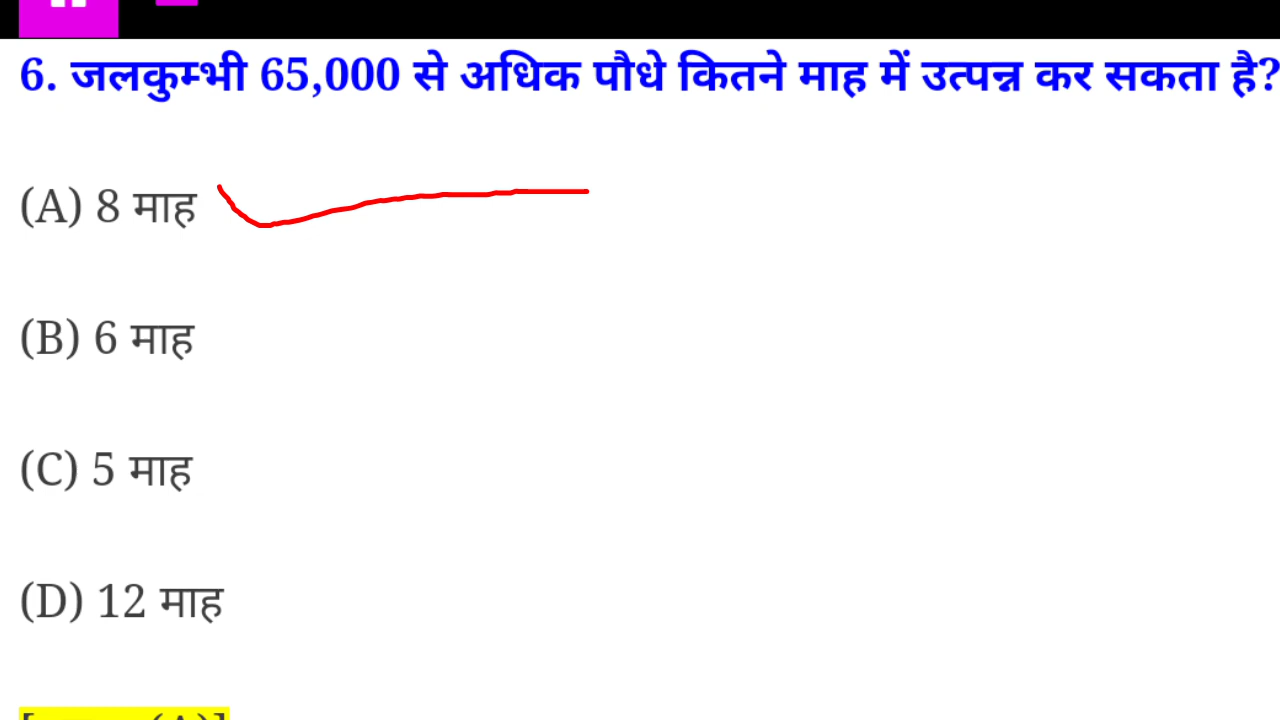 6. जलकुम्भी 65,000 से अधिक पौधे कितने माह में उत्पन्न कर सकता है?
(A) 8 माह
(B) 6 माह
(C) 5 माह
(D) 12 माह
(A)]